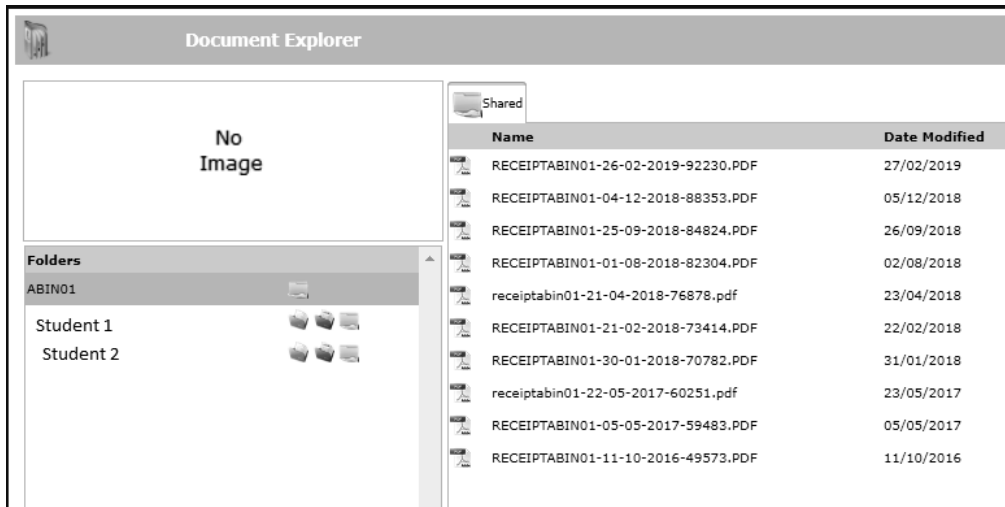 Document Explorer
No
Image
Folders
ABIN01
Student 1
Student 2
Shared
Name Date Modified
RECEIPTABIN01-26-02-2019-92230.PDF 27/02/2019
RECEIPTABIN01-04-12-2018-88353.PDF 05/12/2018
RECEIPTABIN01-25-09-2018-84824.PDF 26/09/2018
RECEIPTABIN01-01-08-2018-82304.PDF 02/08/2018
receiptabin01-21-04-2018-76878.pdf 23/04/2018
RECEIPTABIN01-21-02-2018-73414.PDF 22/02/2018
RECEIPTABIN01-30-01-2018-70782.PDF 31/01/2018
receiptabin01-22-05-2017-60251.pdf 23/05/2017
RECEIPTABIN01-05-05-2017-59483.PDF 05/05/2017
RECEIPTABIN01-11-10-2016-49573.PDF 11/10/2016